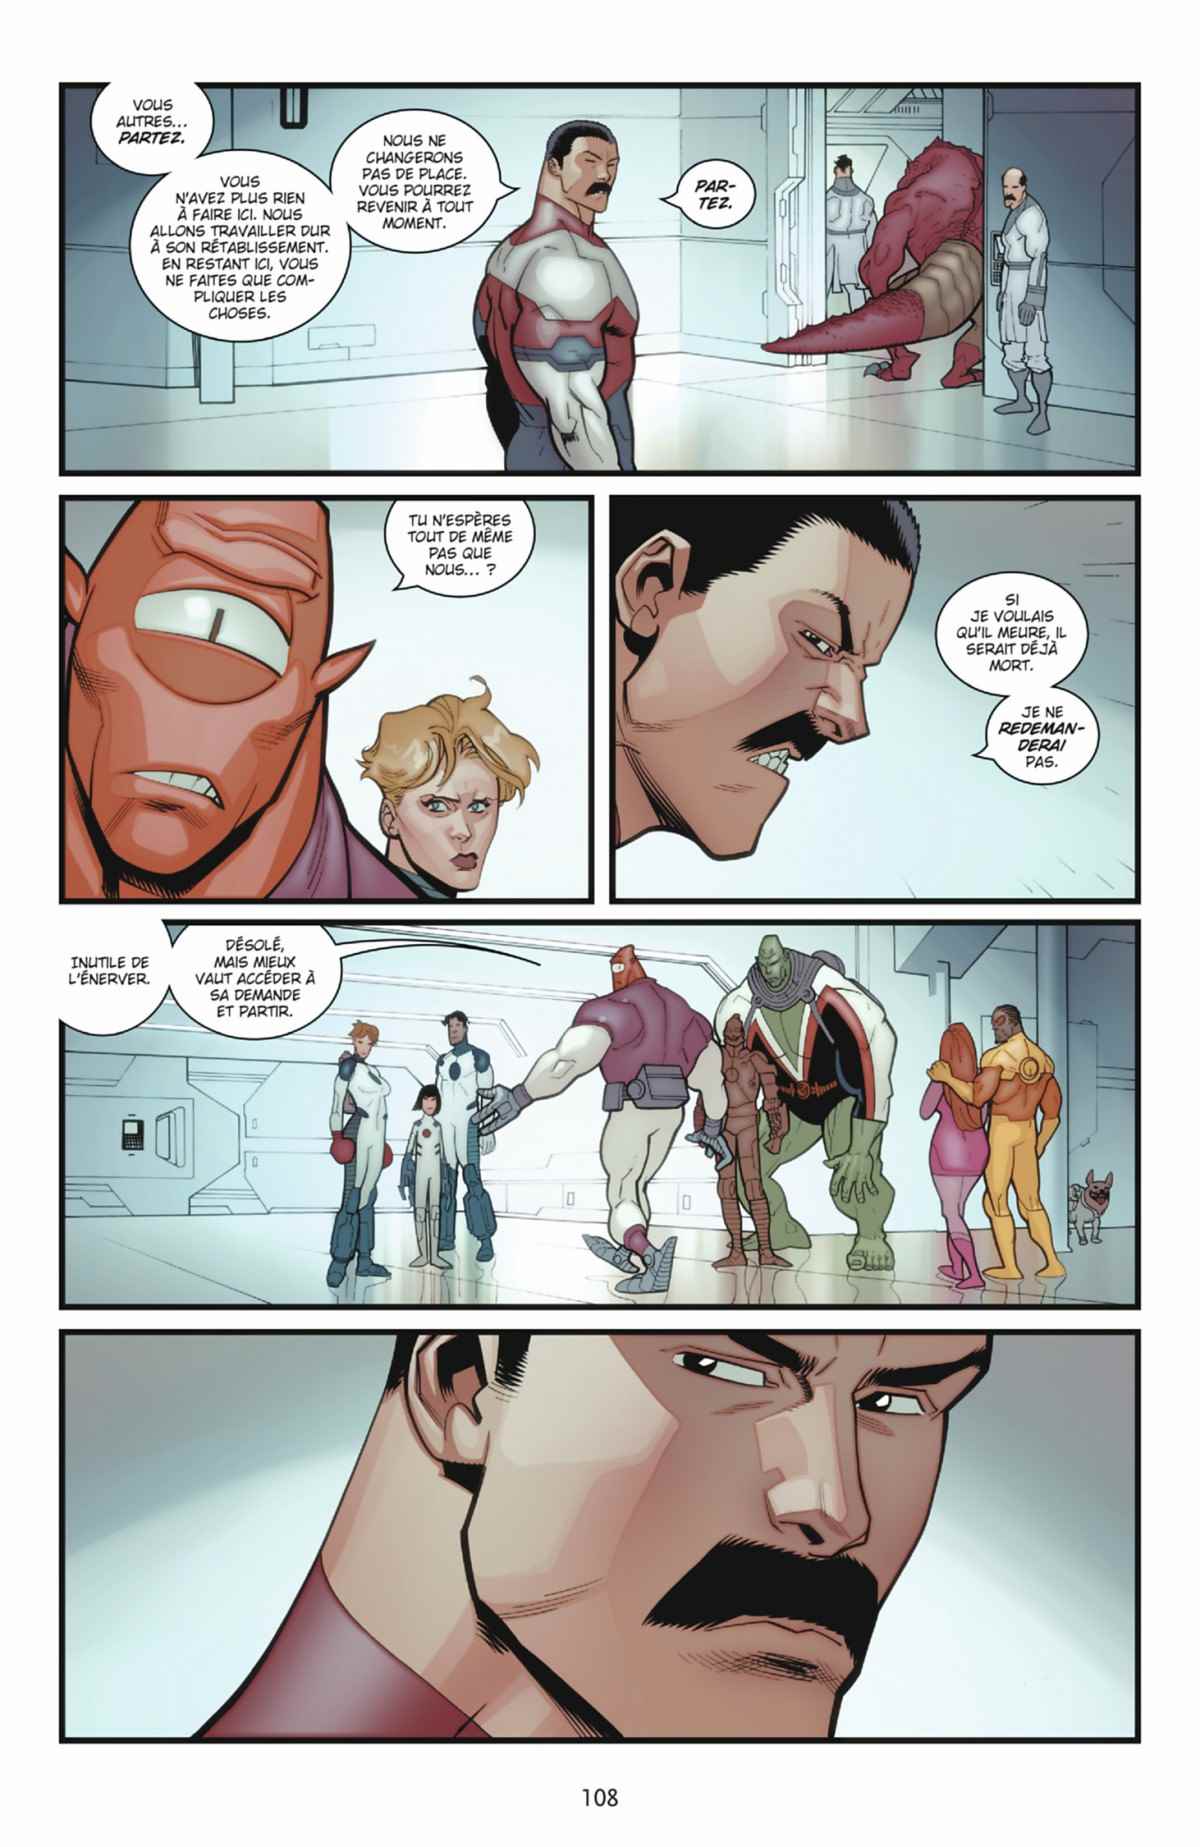 VOUS
AUTRES...
PARTEZ.
VOUS
N'AVEZ PLUS RIEN
À FAIRE ICI. NOUS
ALLONS TRAVAILLER DUR
À SON RÉTABLISSEMENT.
EN RESTANT ICI, VOUS
NE FAITES QUE COM-
PLIQUER LES
CHOSES.
NOUS NE
CHANGERONS
PAS DE PLACE.
VOUS POURREZ
REVENIR À TOUT
MOMENT.
PAR-
TEZ.
TU N'ESPÈRES
TOUT DE MÊME
PAS QUE
NOUS... ?
SI
JE VOULAIS
QU'IL MEURE, IL
SERAIT DÉJÀ
MORT.
JE NE
REDEMAN-
DERAI
PAS.
INUTILE DE
L'ÉNERVER.
DÉSOLÉ,
MAIS MIEUX
VAUT ACCÉDER À
SA DEMANDE
ET PARTIR.
108